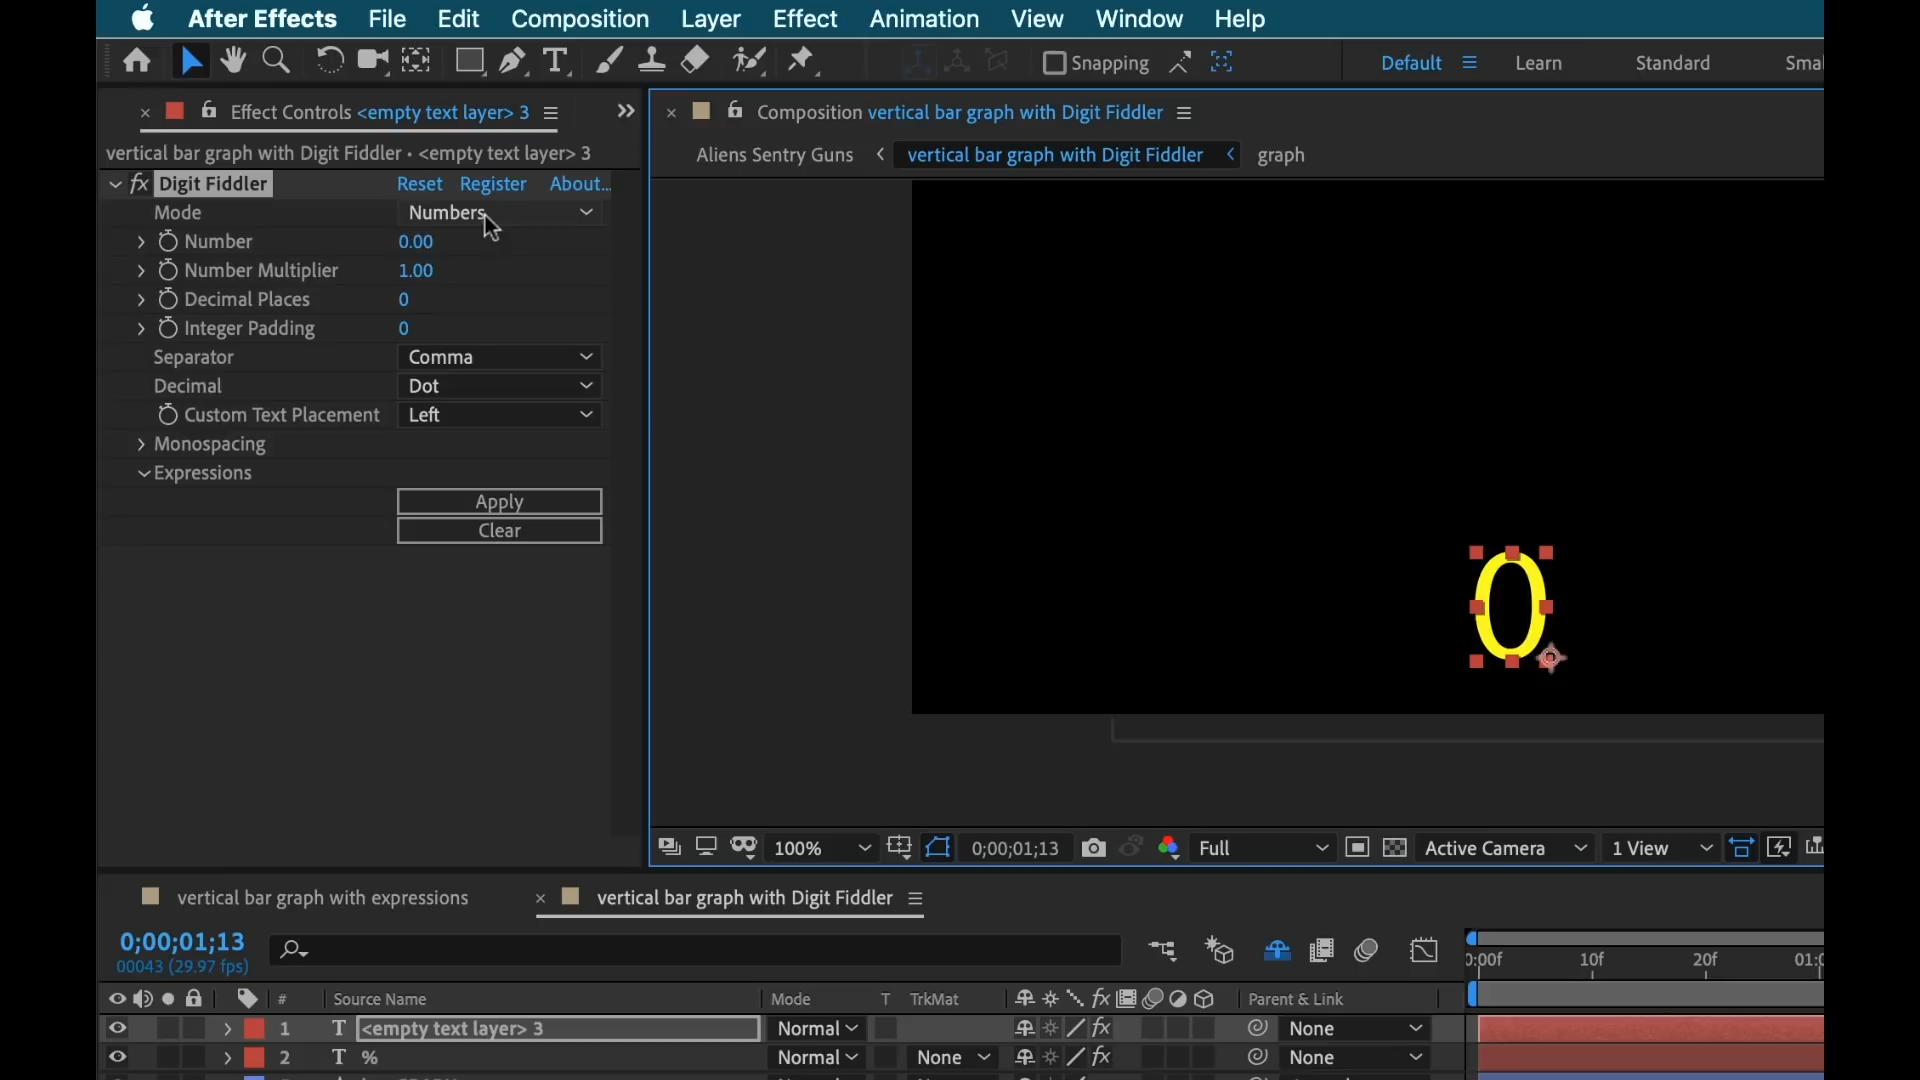 After Effects File Edit Composition Layer Effect Animation View Window Help
Snapping Default Learn Standard Smal
Effect Controls <empty text layer> 3
Composition vertical bar graph with Digit Fiddler
vertical bar graph with Digit Fiddler • <empty text layer> 3
Aliens Sentry Guns vertical bar graph with Digit Fiddler graph
fx Digit Fiddler Reset Register About...
Mode Numbers
Number 0.00
Number Multiplier 1.00
Decimal Places 0
Integer Padding 0
Separator Comma
Decimal Dot
Custom Text Placement Left
Monospacing
Expressions
Apply
Clear
0
100% 0;00;01;13 Full Active Camera 1 View
vertical bar graph with expressions vertical bar graph with Digit Fiddler
0;00;01;13
00043 (29.97 fps)
0:00f 10f 20f 01:0
# Source Name Mode T TrkMat fx Parent & Link
1 T <empty text layer> 3 Normal fx None
2 T % Normal None fx None